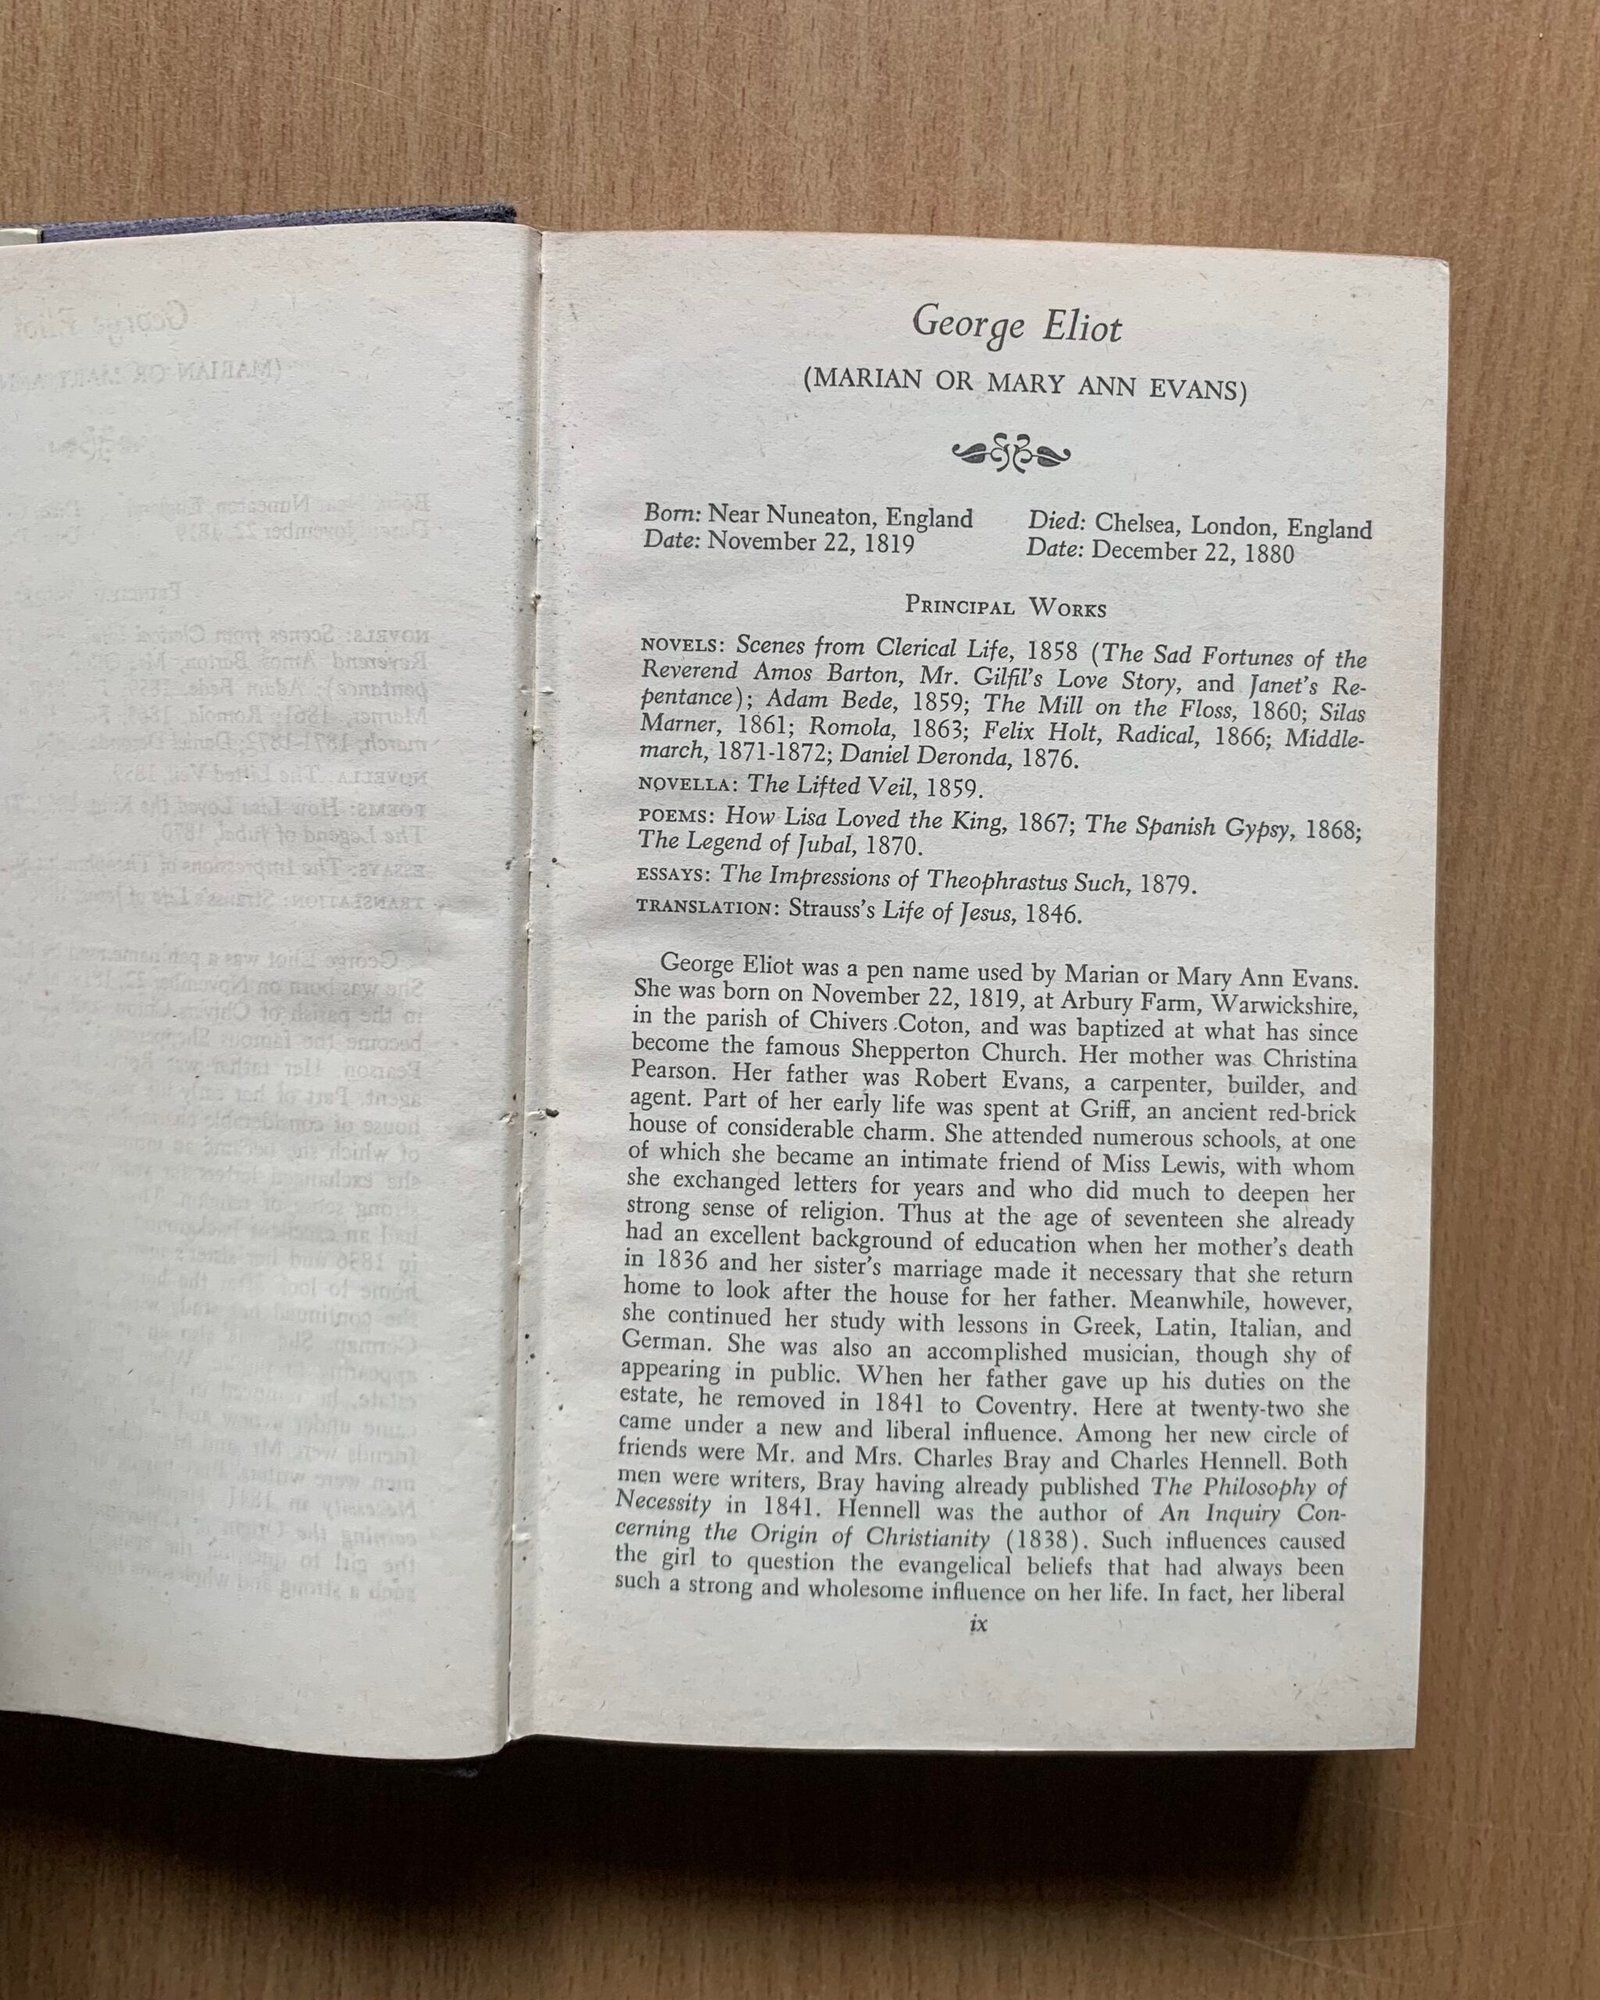 George Eliot
(MARIAN OR MARY ANN EVANS)
Born: Near Nuneaton, England
Date: November 22, 1819
Died: Chelsea, London, England
Date: December 22, 1880
PRINCIPAL WORKS
NOVELS: Scenes from Clerical Life, 1858 (The Sad Fortunes of the
Reverend Amos Barton, Mr. Gilfil's Love Story, and Janet's Re-
pentance); Adam Bede, 1859; The Mill on the Floss, 1860; Silas
Marner, 1861; Romola, 1863; Felix Holt, Radical, 1866; Middle-
march, 1871-1872; Daniel Deronda, 1876.
NOVELLA: The Lifted Veil, 1859.
POEMS: How Lisa Loved the King, 1867; The Spanish Gypsy, 1868;
The Legend of Jubal, 1870.
ESSAYS: The Impressions of Theophrastus Such, 1879.
TRANSLATION: Strauss's Life of Jesus, 1846.
George Eliot was a pen name used by Marian or Mary Ann Evans.
She was born on November 22, 1819, at Arbury Farm, Warwickshire,
in the parish of Chivers Coton, and was baptized at what has since
become the famous Shepperton Church. Her mother was Christina
Pearson. Her father was Robert Evans, a carpenter, builder, and
agent. Part of her early life was spent at Griff, an ancient red-brick
house of considerable charm. She attended numerous schools, at one
of which she became an intimate friend of Miss Lewis, with whom
she exchanged letters for years and who did much to deepen her
strong sense of religion. Thus at the age of seventeen she already
had an excellent background of education when her mother's death
in 1836 and her sister's marriage made it necessary that she return
home to look after the house for her father. Meanwhile, however,
she continued her study with lessons in Greek, Latin, Italian, and
German. She was also an accomplished musician, though shy of
appearing in public. When her father gave up his duties on the
estate, he removed in 1841 to Coventry. Here at twenty-two she
came under a new and liberal influence. Among her new circle of
friends were Mr. and Mrs. Charles Bray and Charles Hennell. Both
men were writers, Bray having already published The Philosophy of
Necessity in 1841. Hennell was the author of An Inquiry Con-
cerning the Origin of Christianity (1838). Such influences caused
the girl to question the evangelical beliefs that had always been
such a strong and wholesome influence on her life. In fact, her liberal
ix